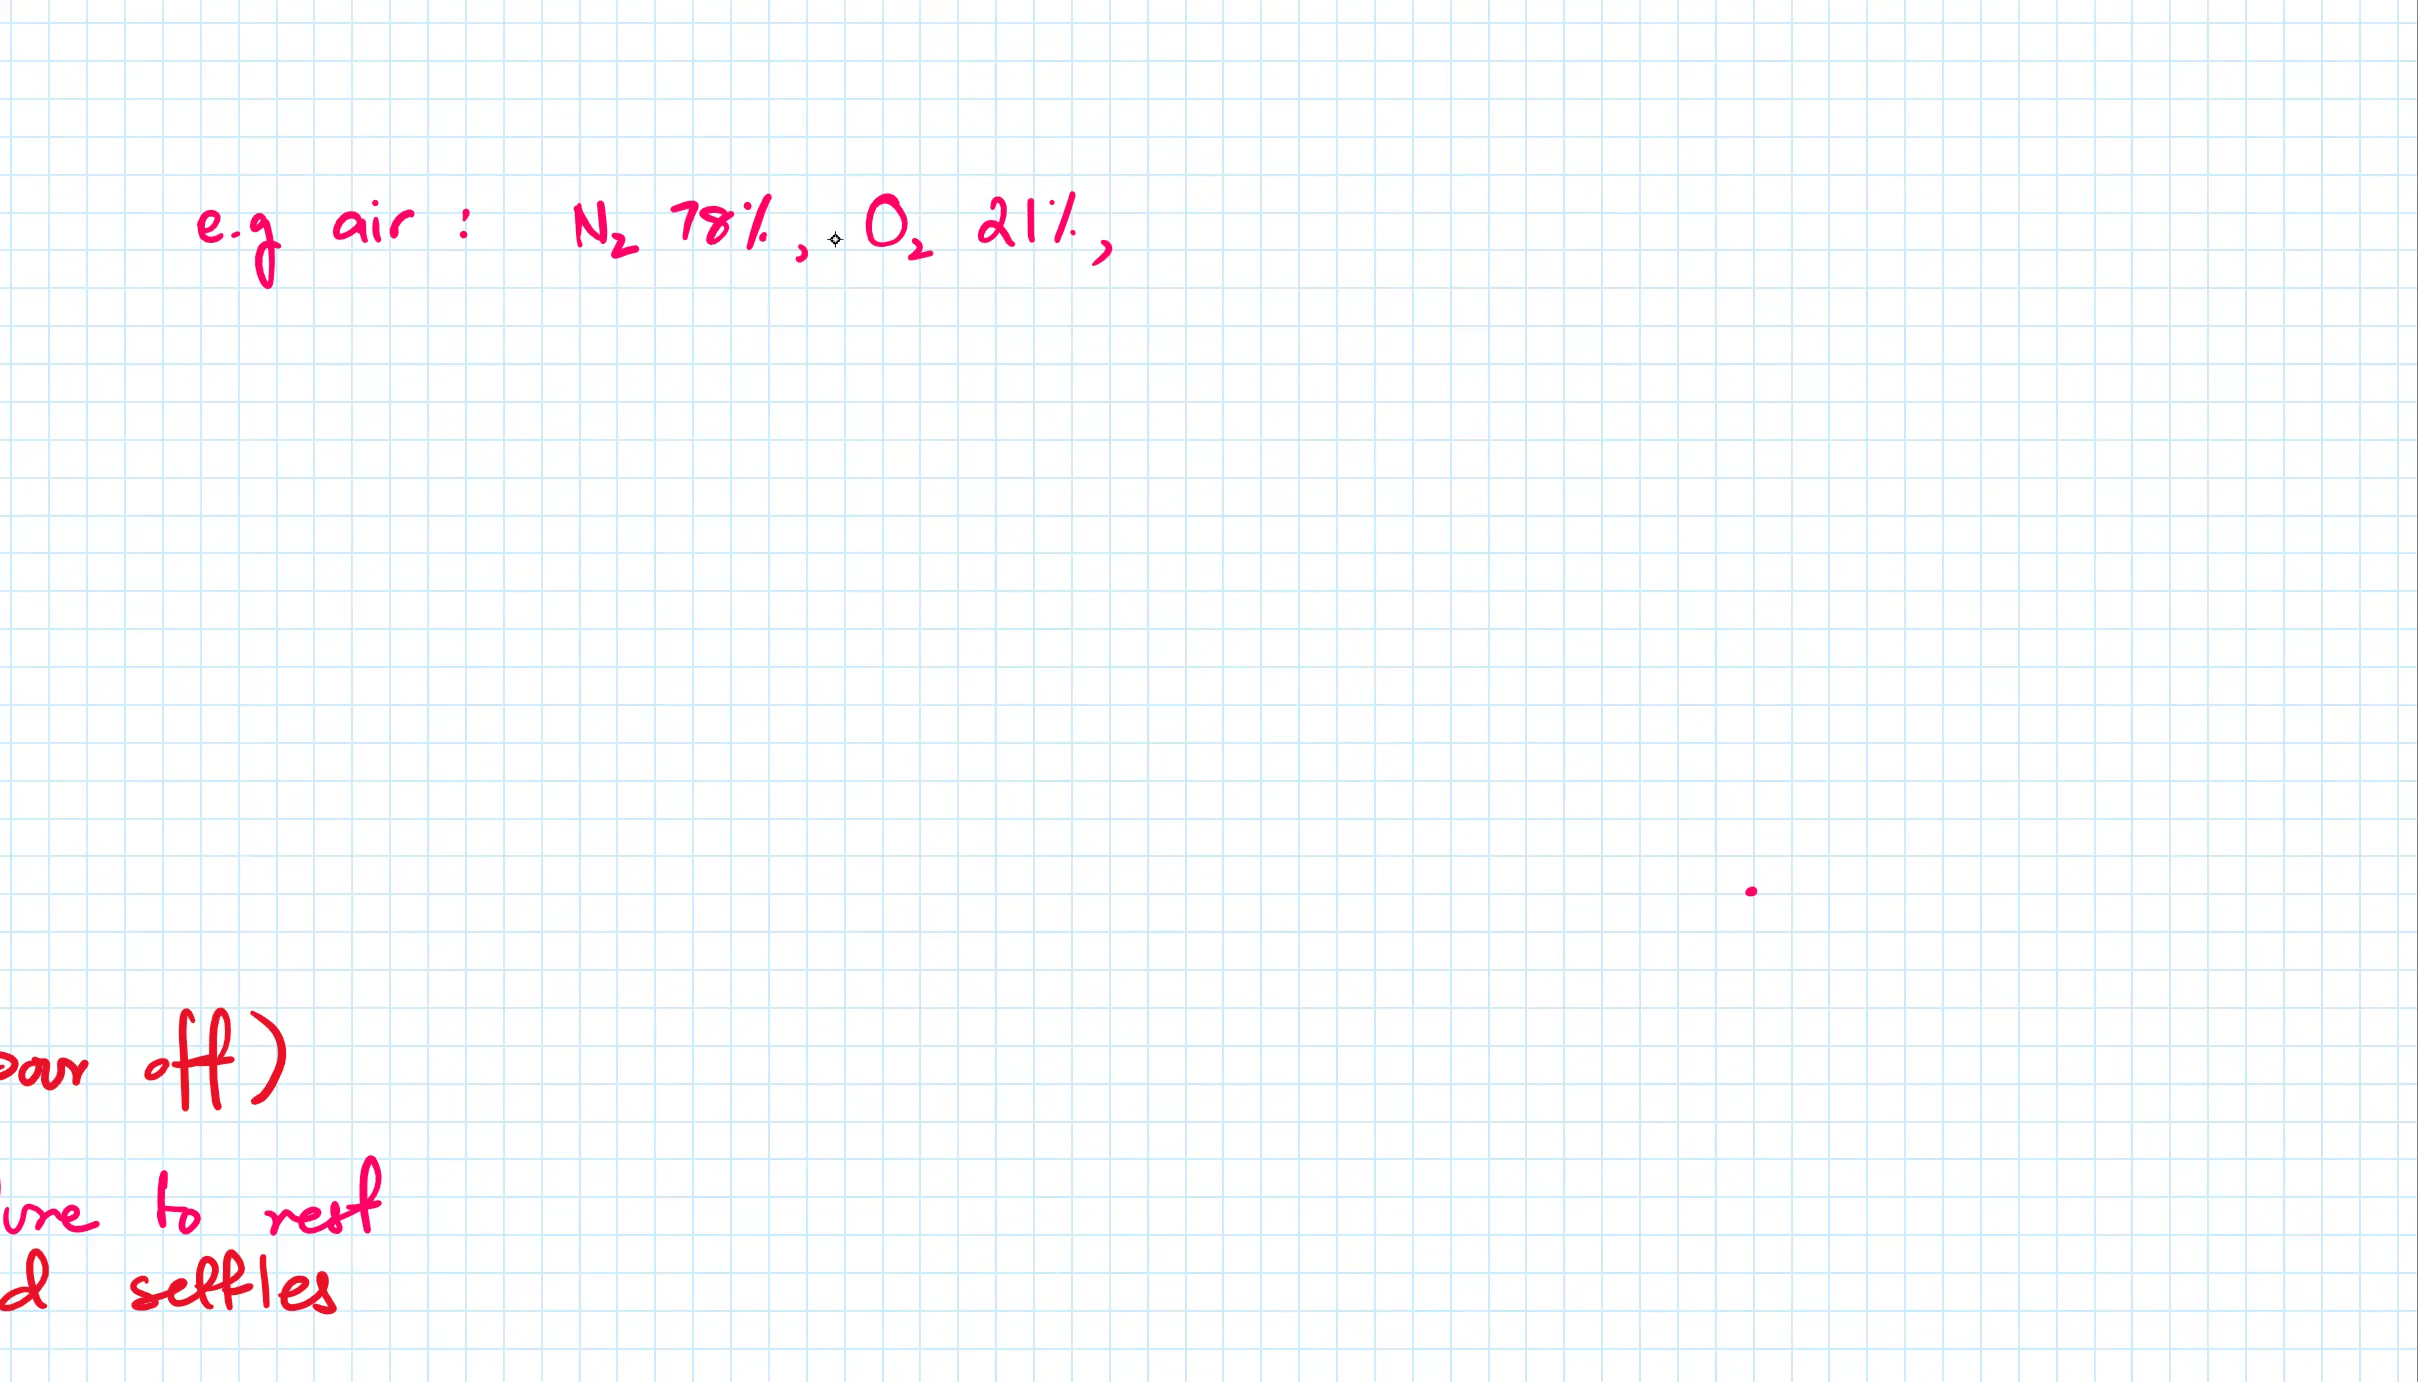 e.g air : N₂ 78%, O₂ 21%,
off)
to rest
settles